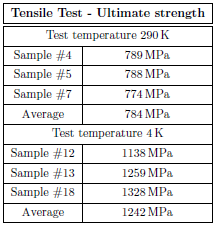 Tensile Test - Ultimate strength
Test temperature 290 K
Sample #4 789 MPa
Sample #5 788 MPa
Sample #7 774 MPa
Average 784 MPa
Test temperature 4 K
Sample #12 1138 MPa
Sample #13 1259 MPa
Sample #18 1328 MPa
Average 1242 MPa